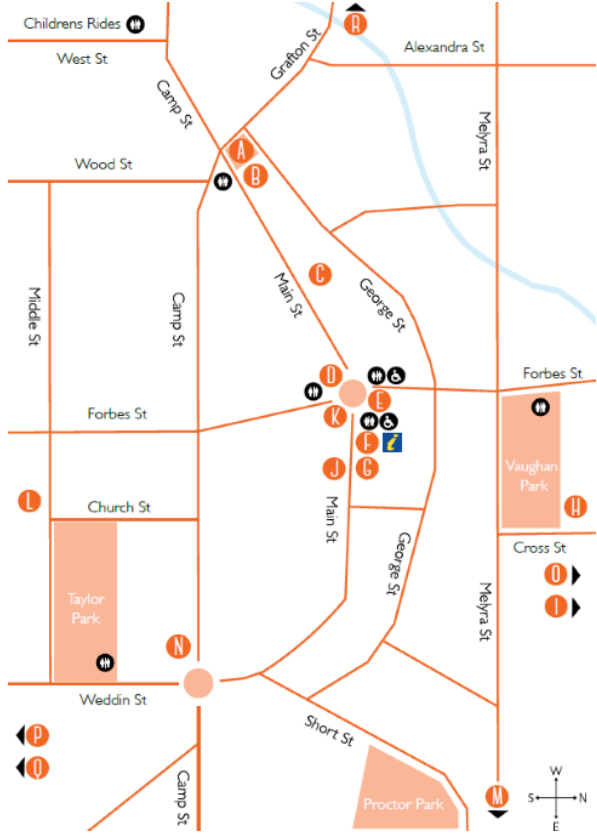 Childrens Rides
R
West St
Grafton St
Alexandra St
Camp St
Melyra St
A
Wood St
B
C
Main St
George St
Middle St
Camp St
D
Forbes St
E
K
Forbes St
F i
J G
L
Vaughan
Park
H
Church St
Main St
George St
Cross St
O
I
Taylor
Park
Melyra St
N
Weddin St
P
Short St
Q
Camp St
M
Proctor Park
W
S N
E